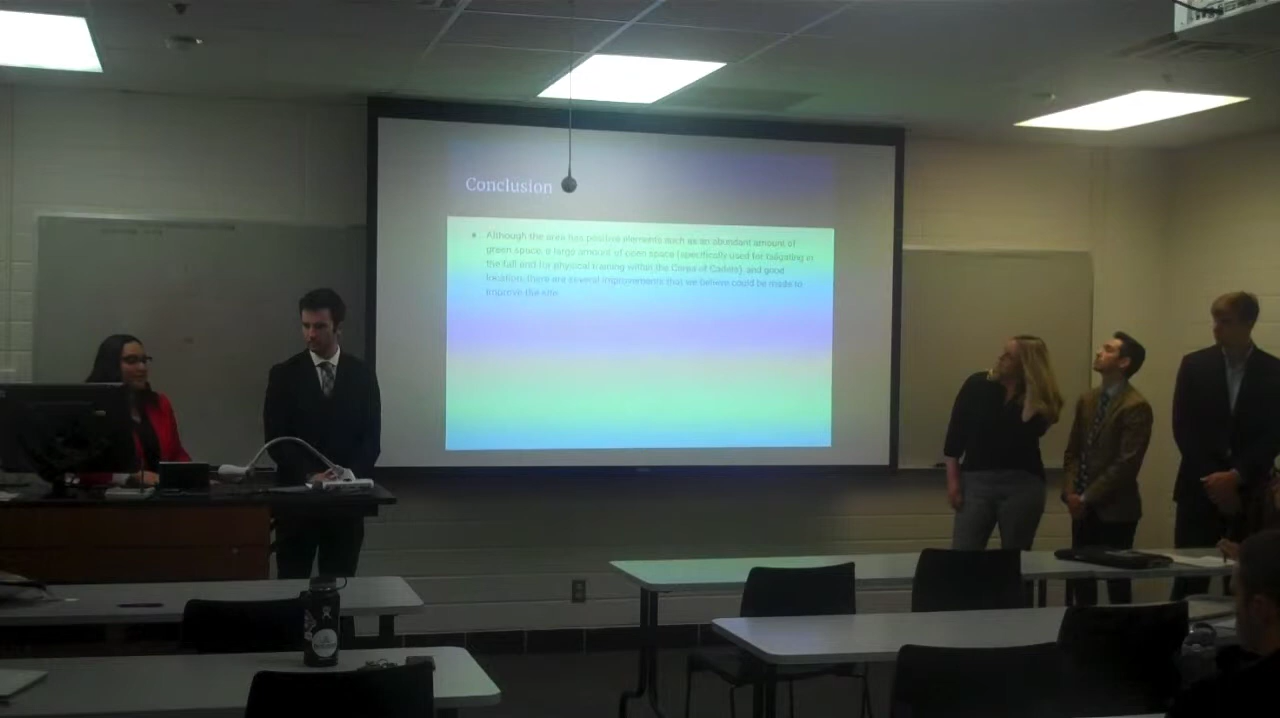 Conclusion
Although the area has positive elements such as an abundant amount of
green space, a large amount of open space (specifically used for tailgating in
the fall and for physical training within the Corps of Cadets), and good
location, there are several improvements that we believe could be made to
improve the site.